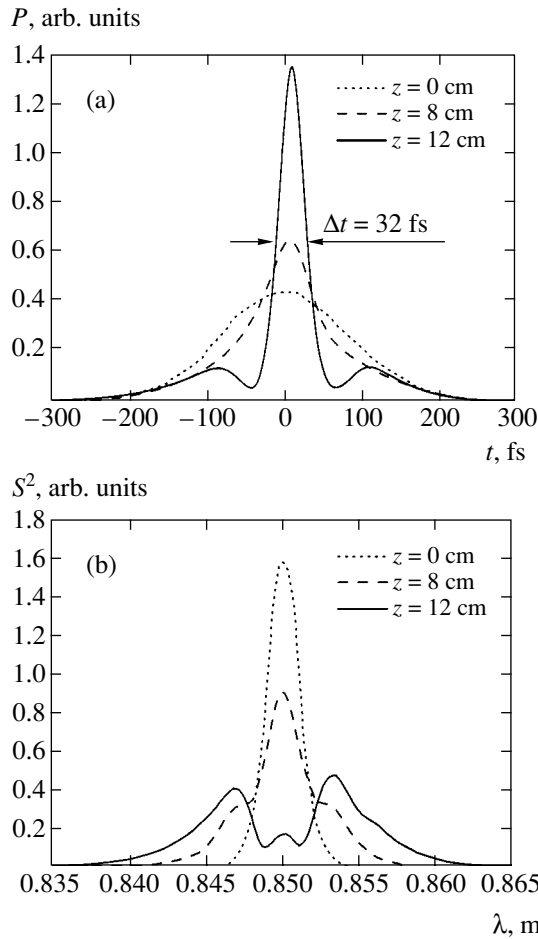 P, arb. units
1.4
1.2
1.0
0.8
0.6
0.4
0.2
(a)
z = 0 cm
z = 8 cm
z = 12 cm
Δt = 32 fs
−300 −200 −100 0 100 200 300
t, fs
S², arb. units
1.8
1.6
1.4
1.2
1.0
0.8
0.6
0.4
0.2
(b)
z = 0 cm
z = 8 cm
z = 12 cm
0.835 0.840 0.845 0.850 0.855 0.860 0.865
λ, m